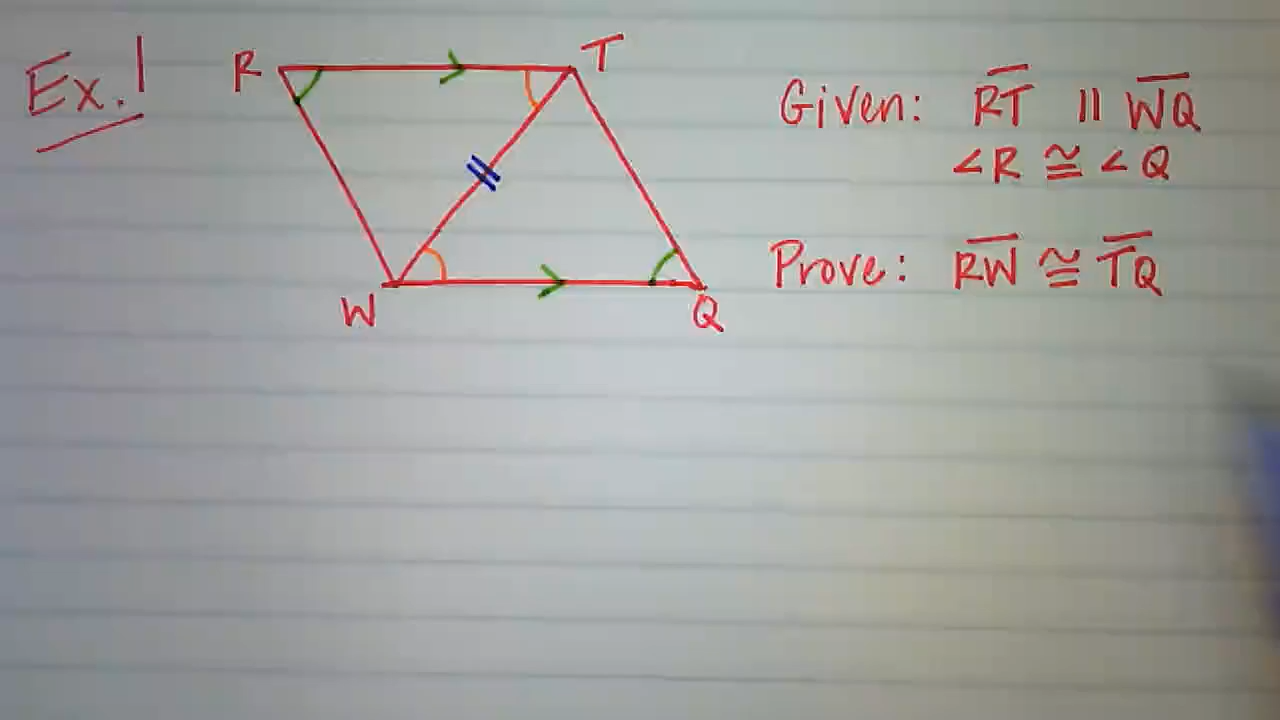 Ex. 1
R
T
W
Q
Given: RT || WQ
∠R ≅ ∠Q
Prove: RW ≅ TQ